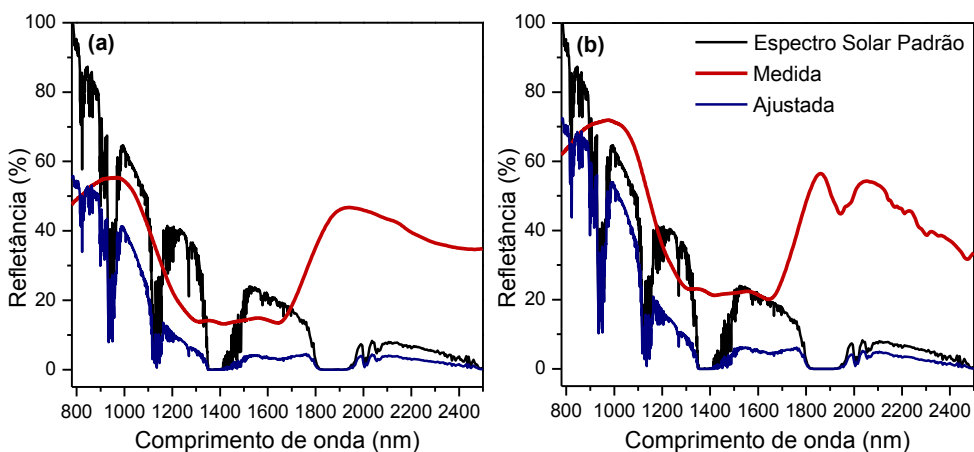 (a)
Refletância (%)
100
80
60
40
20
0
800 1000 1200 1400 1600 1800 2000 2200 2400
Comprimento de onda (nm)
(b)
Espectro Solar Padrão
Medida
Ajustada
Refletância (%)
100
80
60
40
20
0
800 1000 1200 1400 1600 1800 2000 2200 2400
Comprimento de onda (nm)